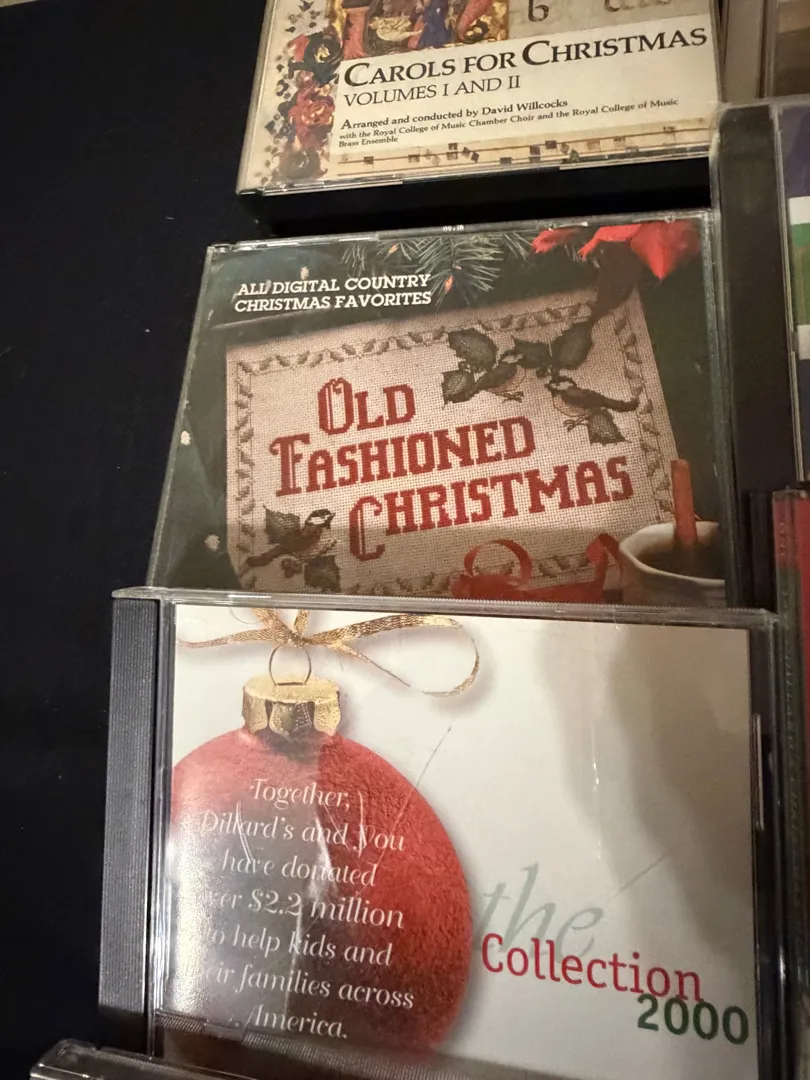 CAROLS FOR CHRISTMAS
VOLUMES I AND II
Arranged and conducted by David Willcocks
with the Royal College of Music Chamber Choir and the Royal College of Music
Brass Ensemble
ALL DIGITAL COUNTRY
CHRISTMAS FAVORITES
OLD
FASHIONED
CHRISTMAS
Together,
Dillard's and you
have donated
$2.2 million
help kids and
families across
America.
the
Collection
2000